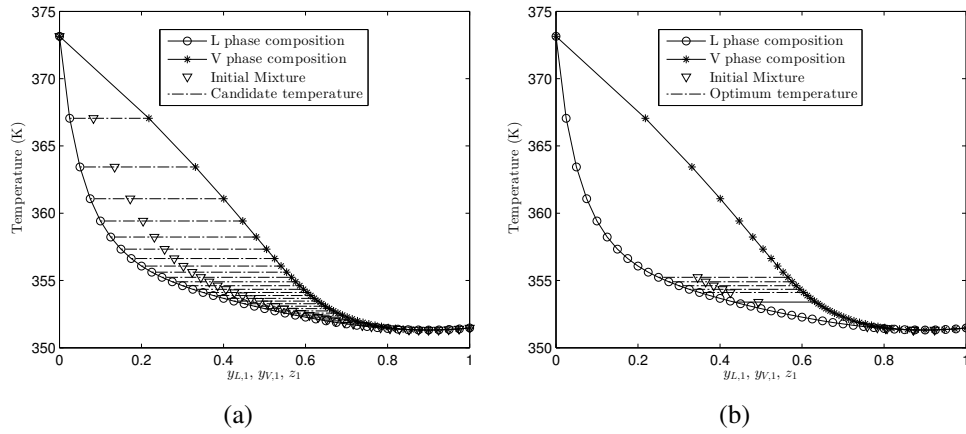 375
370
365
360
355
350
Temperature (K)
0
0.2
0.4
0.6
0.8
1
y_{L,1}, y_{V,1}, z_1
L phase composition
V phase composition
Initial Mixture
Candidate temperature
(a)
375
370
365
360
355
350
Temperature (K)
0
0.2
0.4
0.6
0.8
1
y_{L,1}, y_{V,1}, z_1
L phase composition
V phase composition
Initial Mixture
Optimum temperature
(b)